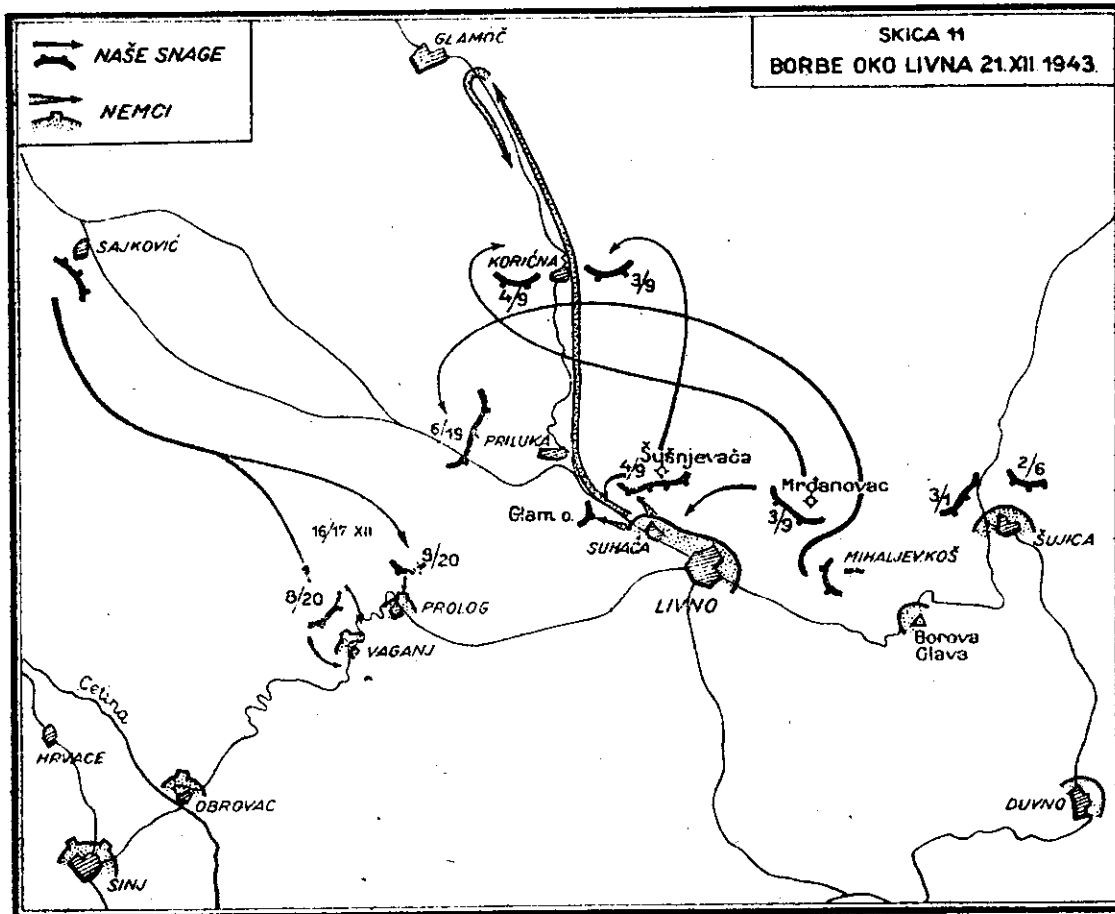 NAŠE SNAGE
NEMCI
SKICA 11
BORBE OKO LIVNA 21.XII.1943.
GLAMOČ
SAJKOVIĆ
KORIĆNA
4/9
3/9
6/19
PRILUKA
4/9
Šušnjevača
Mrđanovac
3/9
3/1
2/6
ŠUJICA
Glam. o.
SUHAČA
MIHALJEV. KOŠ
LIVNO
16/17 XII
9/20
8/20
PROLOG
VAGANJ
Borova
Glava
Cetina
HRVACE
OBROVAC
SINJ
DUVNO